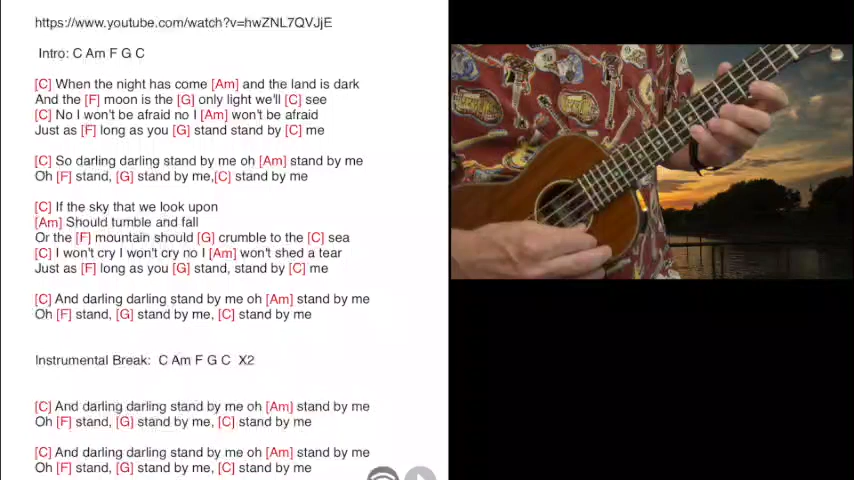 https://www.youtube.com/watch?v=hwZNL7QVJjE
Intro: C Am F G C
[C] When the night has come [Am] and the land is dark
And the [F] moon is the [G] only light we'll [C] see
[C] No I won't be afraid no I [Am] won't be afraid
Just as [F] long as you [G] stand stand by [C] me
[C] So darling darling stand by me oh [Am] stand by me
Oh [F] stand, [G] stand by me,[C] stand by me
[C] If the sky that we look upon
[Am] Should tumble and fall
Or the [F] mountain should [G] crumble to the [C] sea
[C] I won't cry I won't cry no I [Am] won't shed a tear
Just as [F] long as you [G] stand, stand by [C] me
[C] And darling darling stand by me oh [Am] stand by me
Oh [F] stand, [G] stand by me, [C] stand by me
Instrumental Break:  C Am F G C  X2
[C] And darling darling stand by me oh [Am] stand by me
Oh [F] stand, [G] stand by me, [C] stand by me
[C] And darling darling stand by me oh [Am] stand by me
Oh [F] stand, [G] stand by me, [C] stand by me